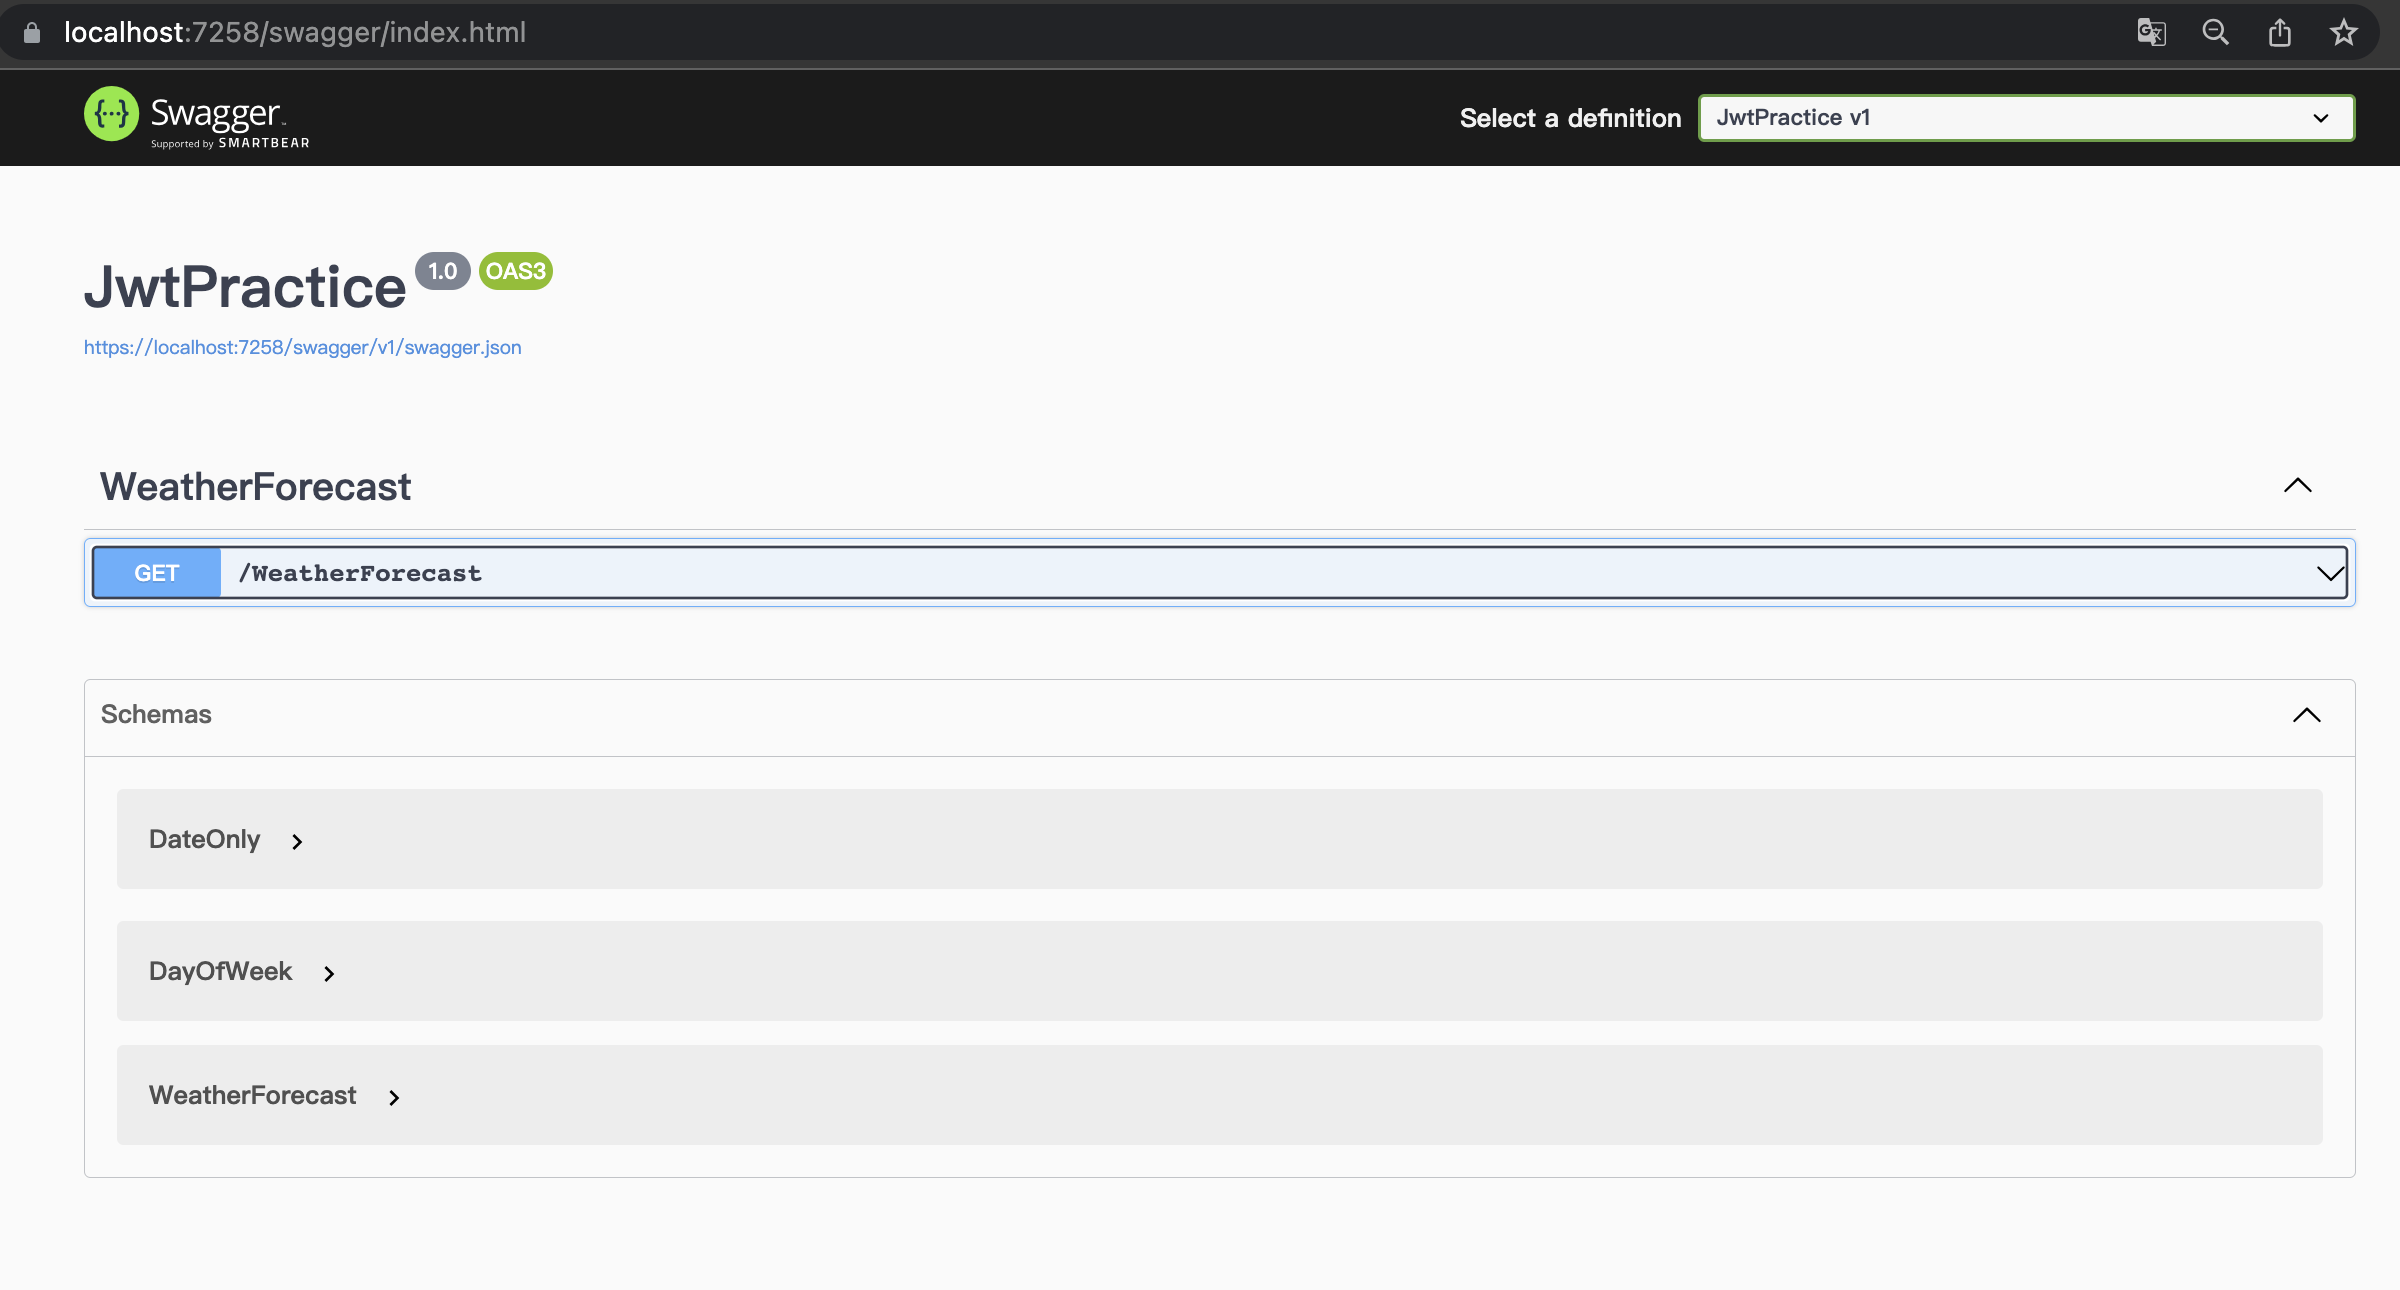 localhost:7258/swagger/index.html
{...} Swagger™
Supported by SMARTBEAR
Select a definition
JwtPractice v1
JwtPractice 1.0 OAS3
https://localhost:7258/swagger/v1/swagger.json
WeatherForecast
GET /WeatherForecast
Schemas
DateOnly
DayOfWeek
WeatherForecast